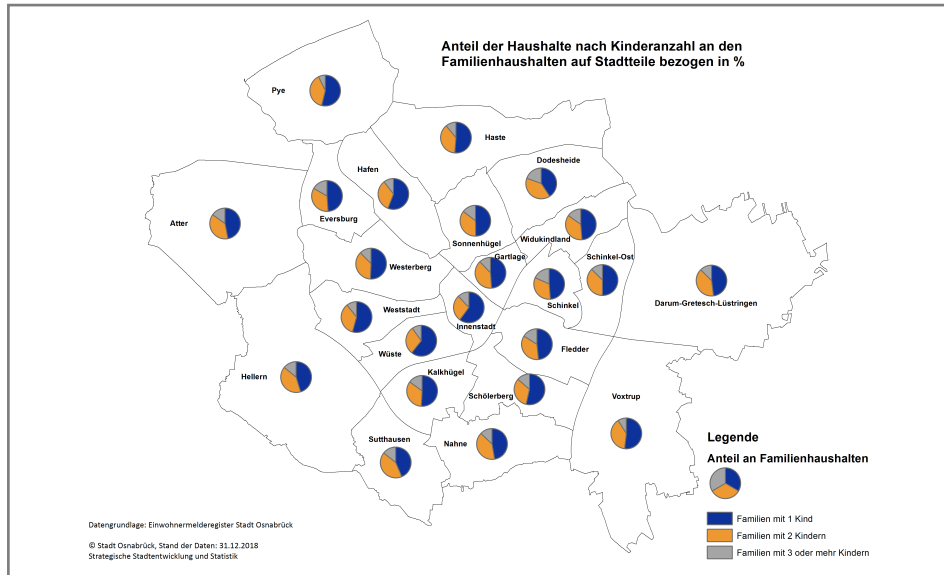 Anteil der Haushalte nach Kinderanzahl an den
Familienhaushalten auf Stadtteile bezogen in %
Pye
Haste
Dodesheide
Hafen
Atter
Eversburg
Sonnenhügel
Widukindland
Gartlage
Schinkel-Ost
Westerberg
Schinkel
Darum-Gretesch-Lüstringen
Weststadt
Innenstadt
Wüste
Fledder
Hellern
Kalkhügel
Schölerberg
Voxtrup
Sutthausen
Nahne
Legende
Anteil an Familienhaushalten
Familien mit 1 Kind
Familien mit 2 Kindern
Familien mit 3 oder mehr Kindern
Datengrundlage: Einwohnermelderegister Stadt Osnabrück
© Stadt Osnabrück, Stand der Daten: 31.12.2018
Strategische Stadtentwicklung und Statistik